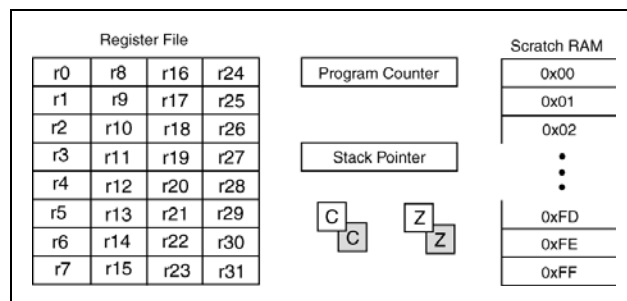 Register File
r0 r8 r16 r24
r1 r9 r17 r25
r2 r10 r18 r26
r3 r11 r19 r27
r4 r12 r20 r28
r5 r13 r21 r29
r6 r14 r22 r30
r7 r15 r23 r31
Program Counter
Stack Pointer
C Z
C Z
Scratch RAM
0x00
0x01
0x02
0xFD
0xFE
0xFF